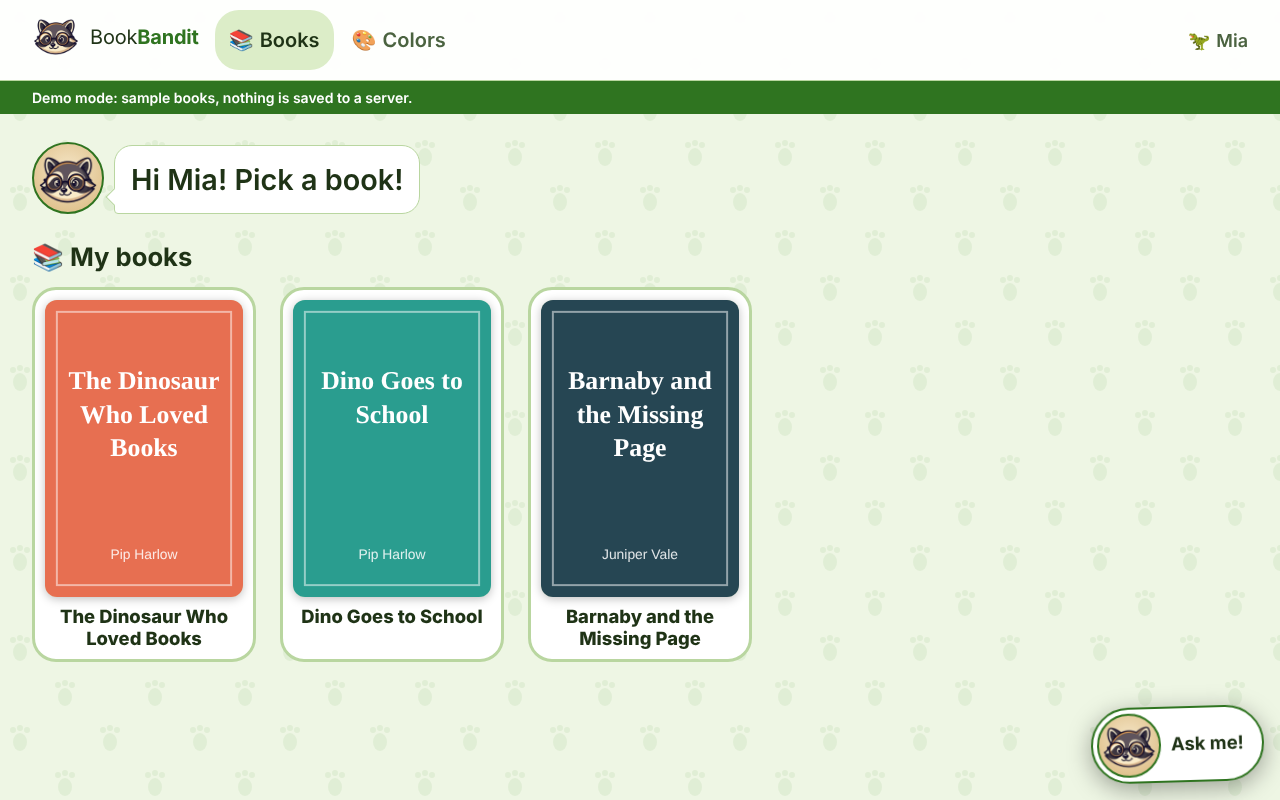 BookBandit
📚 Books
🎨 Colors
🦖 Mia
Demo mode: sample books, nothing is saved to a server.
Hi Mia! Pick a book!
📚 My books
The Dinosaur
Who Loved
Books
Pip Harlow
The Dinosaur Who
Loved Books
Dino Goes to
School
Pip Harlow
Dino Goes to School
Barnaby and
the Missing
Page
Juniper Vale
Barnaby and the
Missing Page
Ask me!